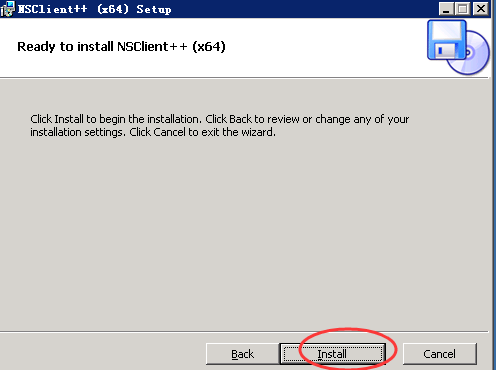 NSClient++ (x64) Setup
Ready to install NSClient++ (x64)
Click Install to begin the installation. Click Back to review or change any of your
installation settings. Click Cancel to exit the wizard.
Back Install Cancel